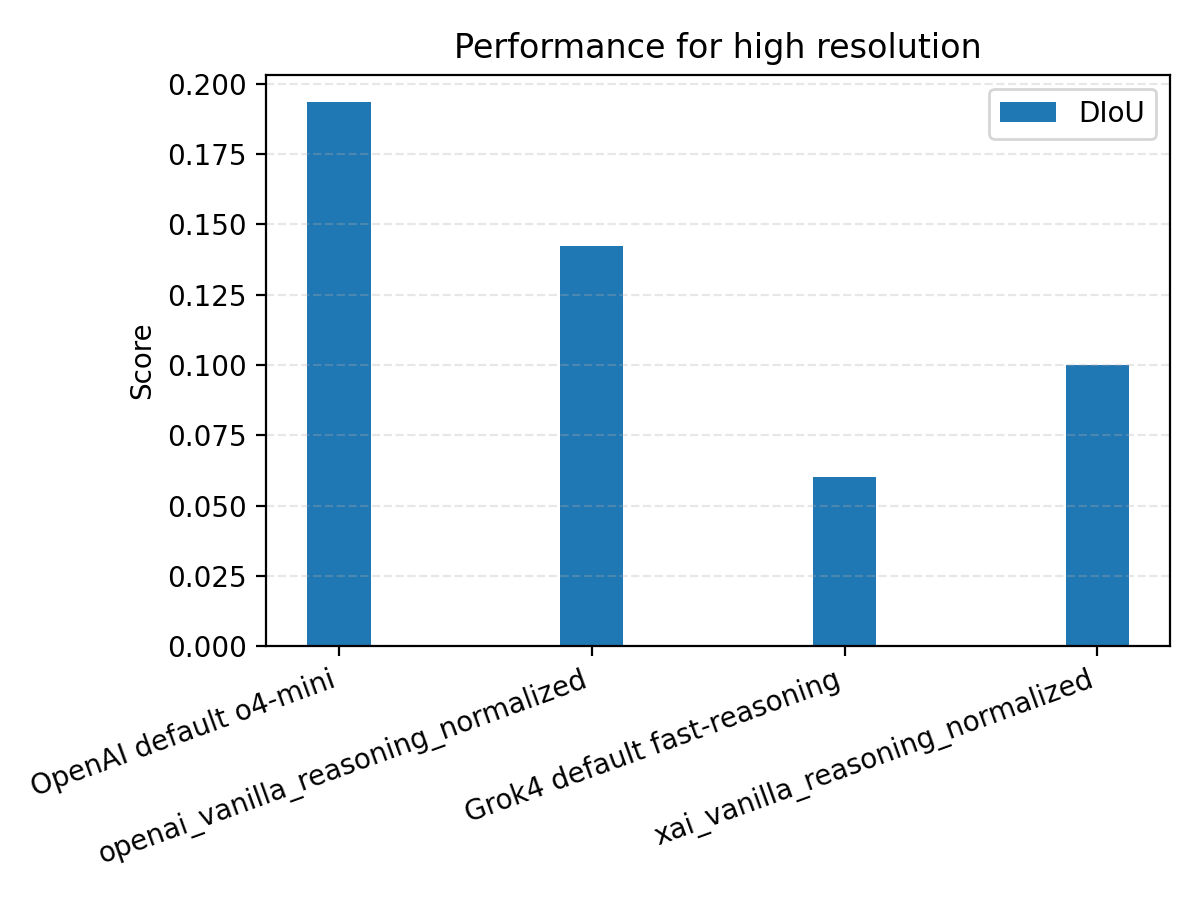 Performance for high resolution
DIoU
Score
0.200
0.175
0.150
0.125
0.100
0.075
0.050
0.025
0.000
OpenAI default o4-mini
openai_vanilla_reasoning_normalized
Grok4 default fast-reasoning
xai_vanilla_reasoning_normalized